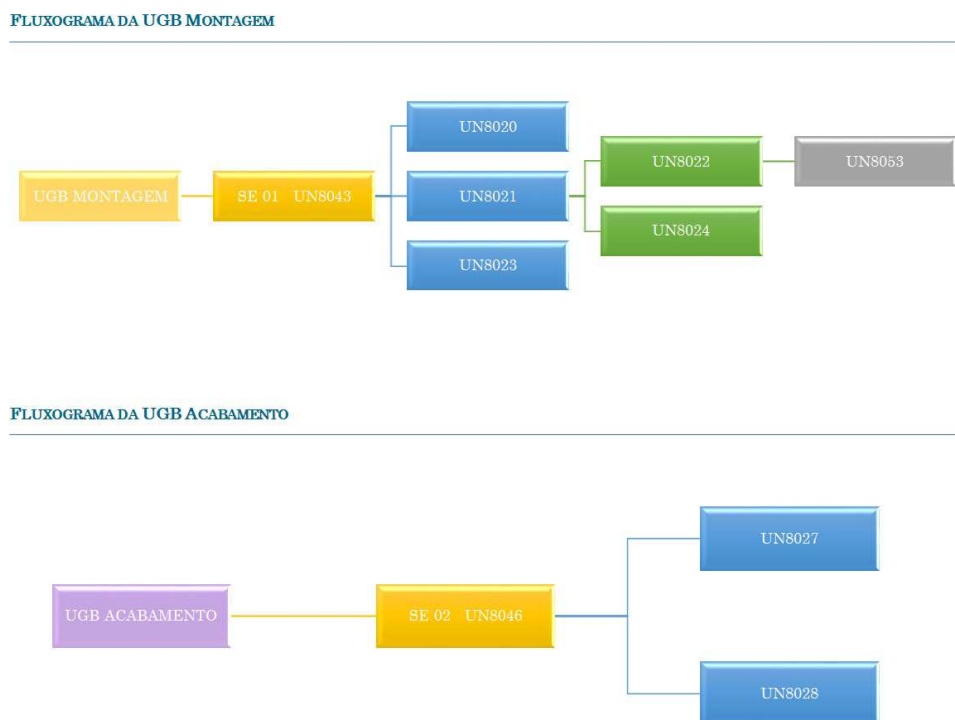 FLUXOGRAMA DA UGB MONTAGEM
UN8020
UN8022
UN8053
UGB MONTAGEM
SE 01 UN8043
UN8021
UN8024
UN8023
FLUXOGRAMA DA UGB ACABAMENTO
UN8027
UGB ACABAMENTO
SE 02 UN8046
UN8028